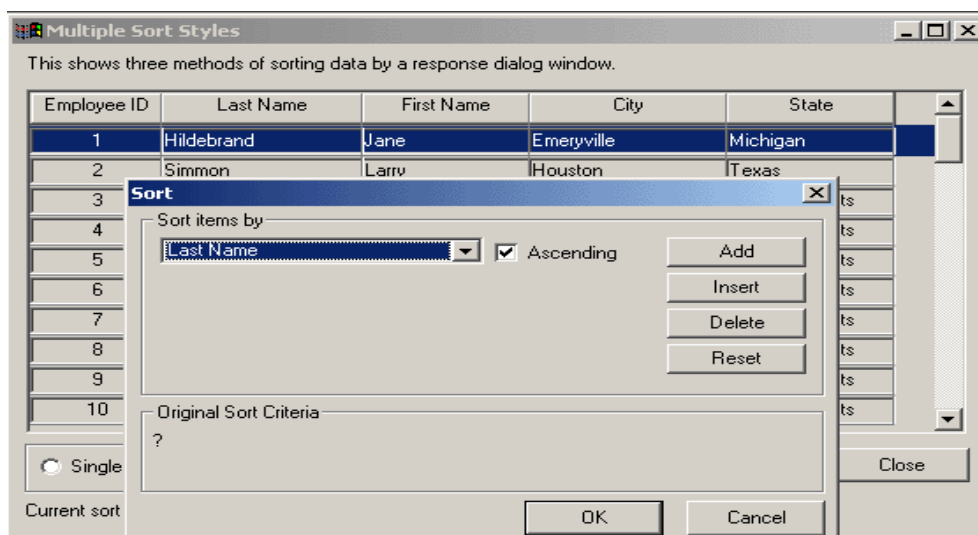 Multiple Sort Styles
This shows three methods of sorting data by a response dialog window.
Employee ID Last Name First Name City State
1 Hildebrand Jane Emeryville Michigan
2 Simmon Larry Houston Texas
3 ts
4 ts
5 ts
6 ts
7 ts
8 ts
9 ts
10 ts
Sort
Sort items by
Last Name Ascending Add
Insert
Delete
Reset
Original Sort Criteria
?
Single Close
Current sort
OK Cancel